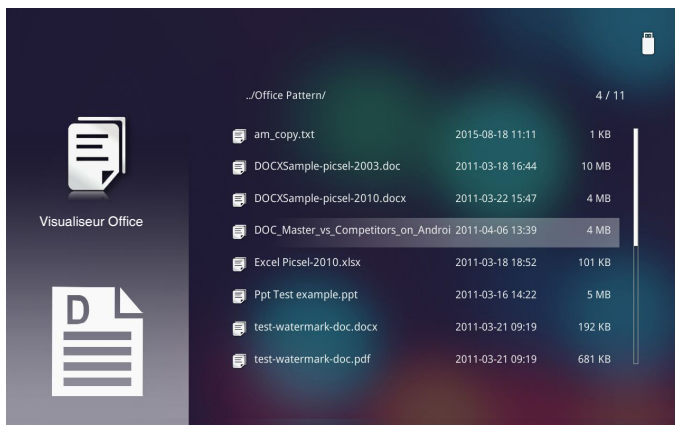 ../Office Pattern/ 4 / 11
am_copy.txt 2015-08-18 11:11 1 KB
DOCXSample-picsel-2003.doc 2011-03-18 16:44 10 MB
DOCXSample-picsel-2010.docx 2011-03-22 15:47 4 MB
Visualiseur Office
DOC_Master_vs_Competitors_on_Androi 2011-04-06 13:39 4 MB
Excel Picsel-2010.xlsx 2011-03-18 18:52 101 KB
Ppt Test example.ppt 2011-03-16 14:22 5 MB
D
test-watermark-doc.docx 2011-03-21 09:19 192 KB
test-watermark-doc.pdf 2011-03-21 09:19 681 KB